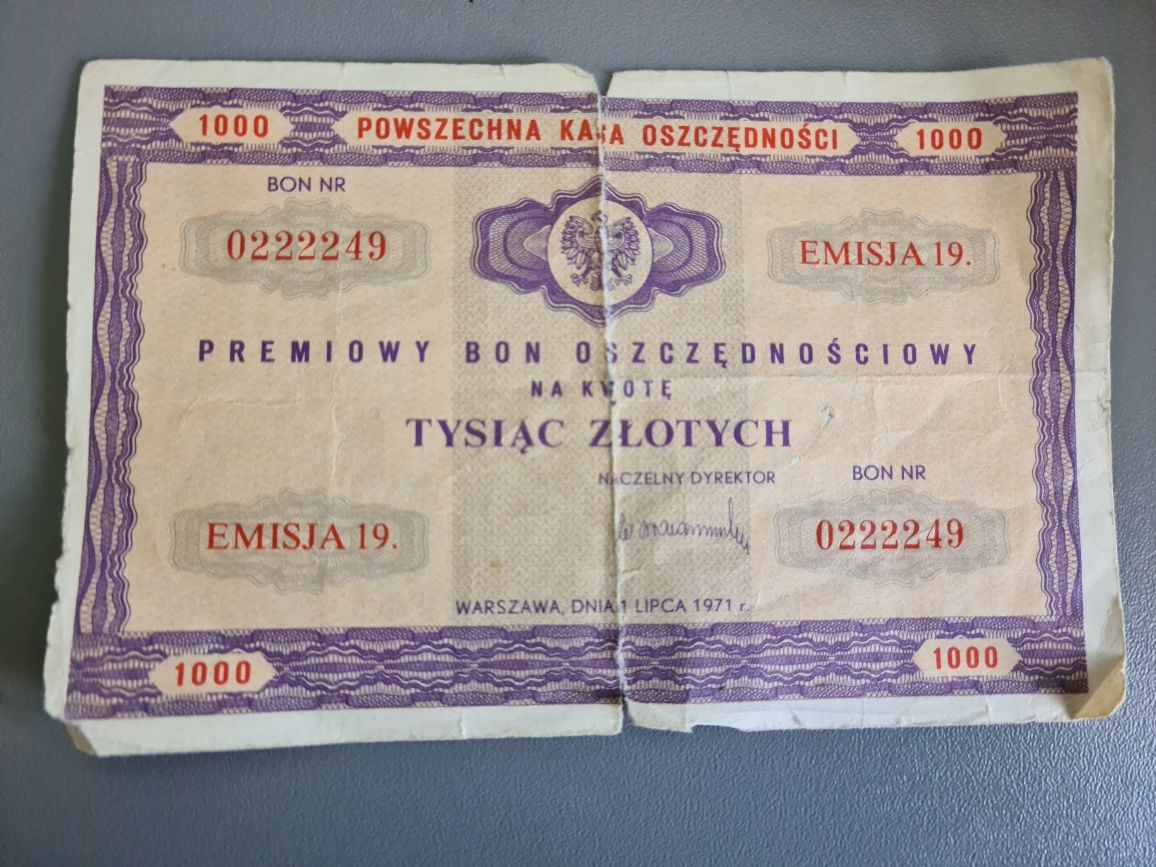 1000 POWSZECHNA KASA OSZCZĘDNOŚCI 1000
BON NR
0222249
EMISJA 19.
PREMIOWY BON OSZCZĘDNOŚCIOWY
NA KWOTĘ
TYSIĄC ZŁOTYCH
NACZELNY DYREKTOR
BON NR
EMISJA 19.
0222249
WARSZAWA, DNIA 1 LIPCA 1971 r.
1000
1000